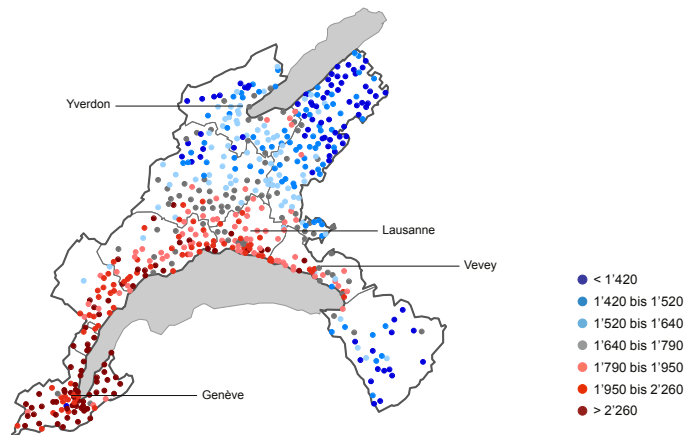 Yverdon
Lausanne
Vevey
Genève
< 1'420
1'420 bis 1'520
1'520 bis 1'640
1'640 bis 1'790
1'790 bis 1'950
1'950 bis 2'260
> 2'260